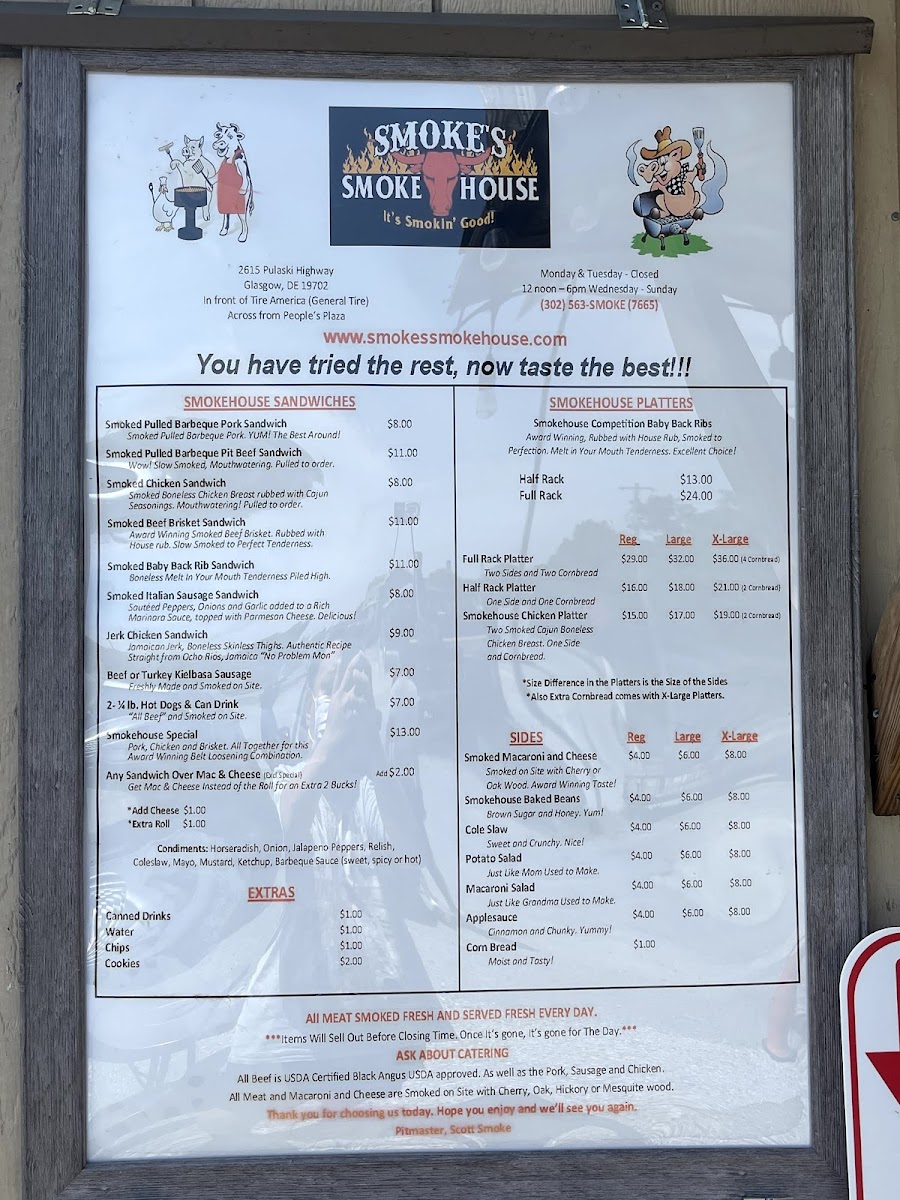 SMOKE'S
SMOKE HOUSE
It's Smokin' Good!
2615 Pulaski Highway
Glasgow, DE 19702
In front of Tire America (General Tire)
Across from People's Plaza
Monday & Tuesday - Closed
12 noon – 6pm Wednesday - Sunday
(302) 563-SMOKE (7665)
www.smokessmokehouse.com
You have tried the rest, now taste the best!!!
SMOKEHOUSE SANDWICHES
Smoked Pulled Barbeque Pork Sandwich $8.00
Smoked Pulled Barbeque Pork. YUM! The Best Around!
Smoked Pulled Barbeque Pit Beef Sandwich $11.00
Wow! Slow Smoked, Mouthwatering. Pulled to order.
Smoked Chicken Sandwich $8.00
Smoked Boneless Chicken Breast rubbed with Cajun
Seasonings. Mouthwatering! Pulled to order.
Smoked Beef Brisket Sandwich $11.00
Award Winning Smoked Beef Brisket. Rubbed with
House rub. Slow Smoked to Perfect Tenderness.
Smoked Baby Back Rib Sandwich $11.00
Boneless Melt In Your Mouth Tenderness Piled High.
Smoked Italian Sausage Sandwich $8.00
Sautéed Peppers, Onions and Garlic added to a Rich
Marinara Sauce, topped with Parmesan Cheese. Delicious!
Jerk Chicken Sandwich $9.00
Jamaican Jerk, Boneless Skinless Thighs. Authentic Recipe
Straight from Ocho Rios, Jamaica "No Problem Mon"
Beef or Turkey Kielbasa Sausage $7.00
Freshly Made and Smoked on Site.
2- ¼ lb. Hot Dogs & Can Drink $7.00
"All Beef" and Smoked on Site.
Smokehouse Special $13.00
Pork, Chicken and Brisket. All Together for this
Award Winning Belt Loosening Combination.
Any Sandwich Over Mac & Cheese (Excl Special) Add $2.00
Get Mac & Cheese Instead of the Roll for an Extra 2 Bucks!
*Add Cheese $1.00
*Extra Roll $1.00
Condiments: Horseradish, Onion, Jalapeno Peppers, Relish,
Coleslaw, Mayo, Mustard, Ketchup, Barbeque Sauce (sweet, spicy or hot)
EXTRAS
Canned Drinks $1.00
Water $1.00
Chips $1.00
Cookies $2.00
SMOKEHOUSE PLATTERS
Smokehouse Competition Baby Back Ribs
Award Winning, Rubbed with House Rub, Smoked to
Perfection. Melt in Your Mouth Tenderness. Excellent Choice!
Half Rack $13.00
Full Rack $24.00
Reg Large X-Large
Full Rack Platter $29.00 $32.00 $36.00 (4 Cornbread)
Two Sides and Two Cornbread
Half Rack Platter $16.00 $18.00 $21.00 (2 Cornbread)
One Side and One Cornbread
Smokehouse Chicken Platter $15.00 $17.00 $19.00 (2 Cornbread)
Two Smoked Cajun Boneless
Chicken Breast. One Side
and Cornbread.
*Size Difference in the Platters is the Size of the Sides
*Also Extra Cornbread comes with X-Large Platters.
SIDES Reg Large X-Large
Smoked Macaroni and Cheese $4.00 $6.00 $8.00
Smoked on Site with Cherry or
Oak Wood. Award Winning Taste!
Smokehouse Baked Beans $4.00 $6.00 $8.00
Brown Sugar and Honey. Yum!
Cole Slaw $4.00 $6.00 $8.00
Sweet and Crunchy. Nice!
Potato Salad $4.00 $6.00 $8.00
Just Like Mom Used to Make.
Macaroni Salad $4.00 $6.00 $8.00
Just Like Grandma Used to Make.
Applesauce $4.00 $6.00 $8.00
Cinnamon and Chunky. Yummy!
Corn Bread $1.00
Moist and Tasty!
All MEAT SMOKED FRESH AND SERVED FRESH EVERY DAY.
***Items Will Sell Out Before Closing Time. Once It's gone, It's gone for The Day.***
ASK ABOUT CATERING
All Beef is USDA Certified Black Angus USDA approved. As well as the Pork, Sausage and Chicken.
All Meat and Macaroni and Cheese are Smoked on Site with Cherry, Oak, Hickory or Mesquite wood.
Thank you for choosing us today. Hope you enjoy and we'll see you again.
Pitmaster, Scott Smoke